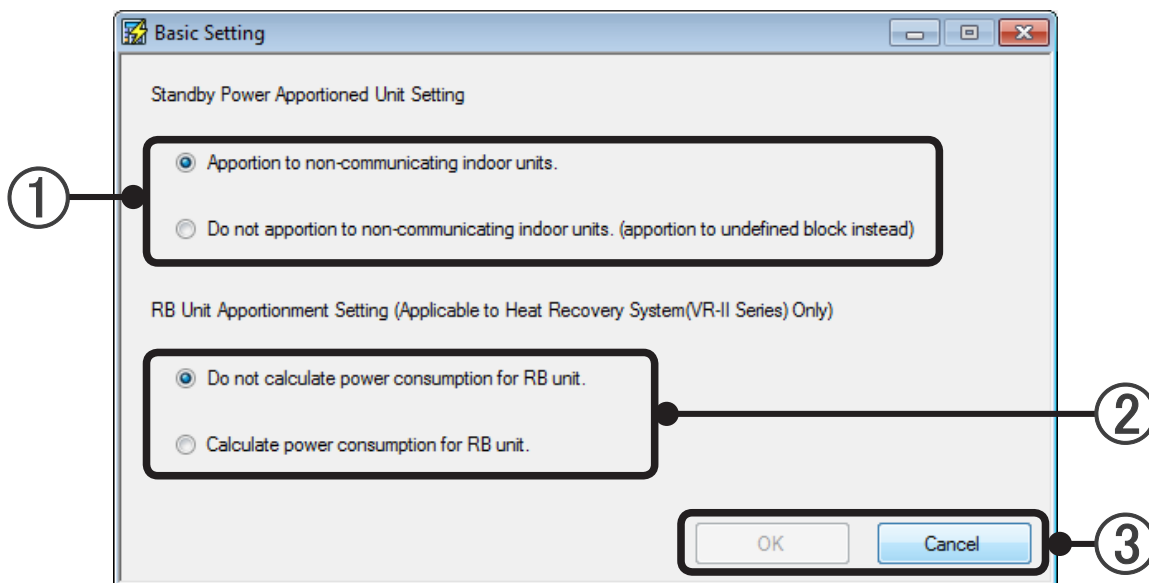 Basic Setting
Standby Power Apportioned Unit Setting
Apportion to non-communicating indoor units.
①
Do not apportion to non-communicating indoor units. (apportion to undefined block instead)
RB Unit Apportionment Setting (Applicable to Heat Recovery System(VR-II Series) Only)
Do not calculate power consumption for RB unit.
②
Calculate power consumption for RB unit.
OK Cancel
③